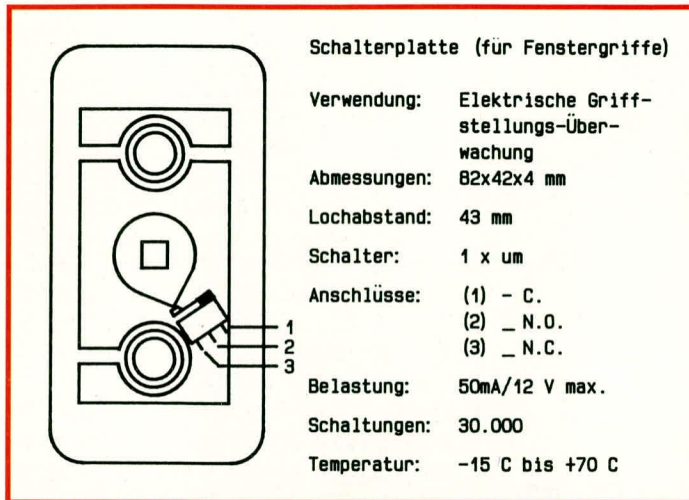 Schalterplatte (für Fenstergriffe)
Verwendung: Elektrische Griff-
stellungs-Über-
wachung
Abmessungen: 82x42x4 mm
Lochabstand: 43 mm
Schalter: 1 x um
Anschlüsse: (1) - C.
(2) _ N.O.
(3) _ N.C.
Belastung: 50mA/12 V max.
Schaltungen: 30.000
Temperatur: -15 C bis +70 C
1
2
3